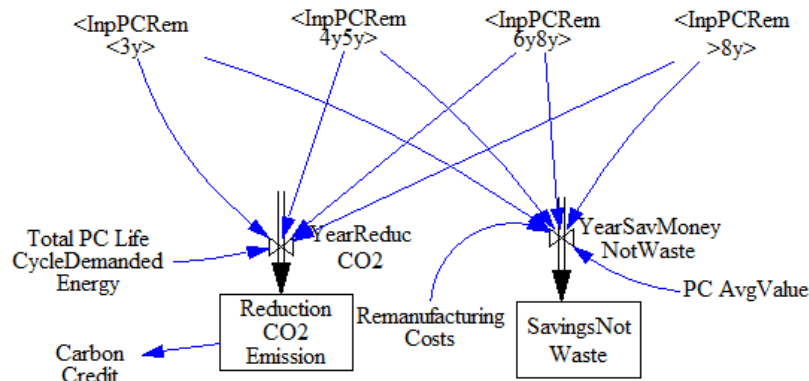 <InpPCRem
<3y>
<InpPCRem
4y5y>
<InpPCRem
6y8y>
<InpPCRem
>8y>
Total PC Life
CycleDemanded
Energy
YearReduc
CO2
YearSavMoney
NotWaste
Reduction
CO2
Emission
Remanufacturing
Costs
SavingsNot
Waste
PC AvgValue
Carbon
Credit